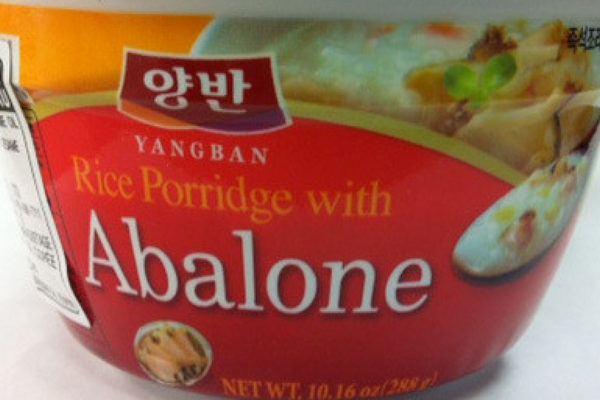 양반
YANGBAN
Rice Porridge with
Abalone
NET WT. 10.16 oz(288g)